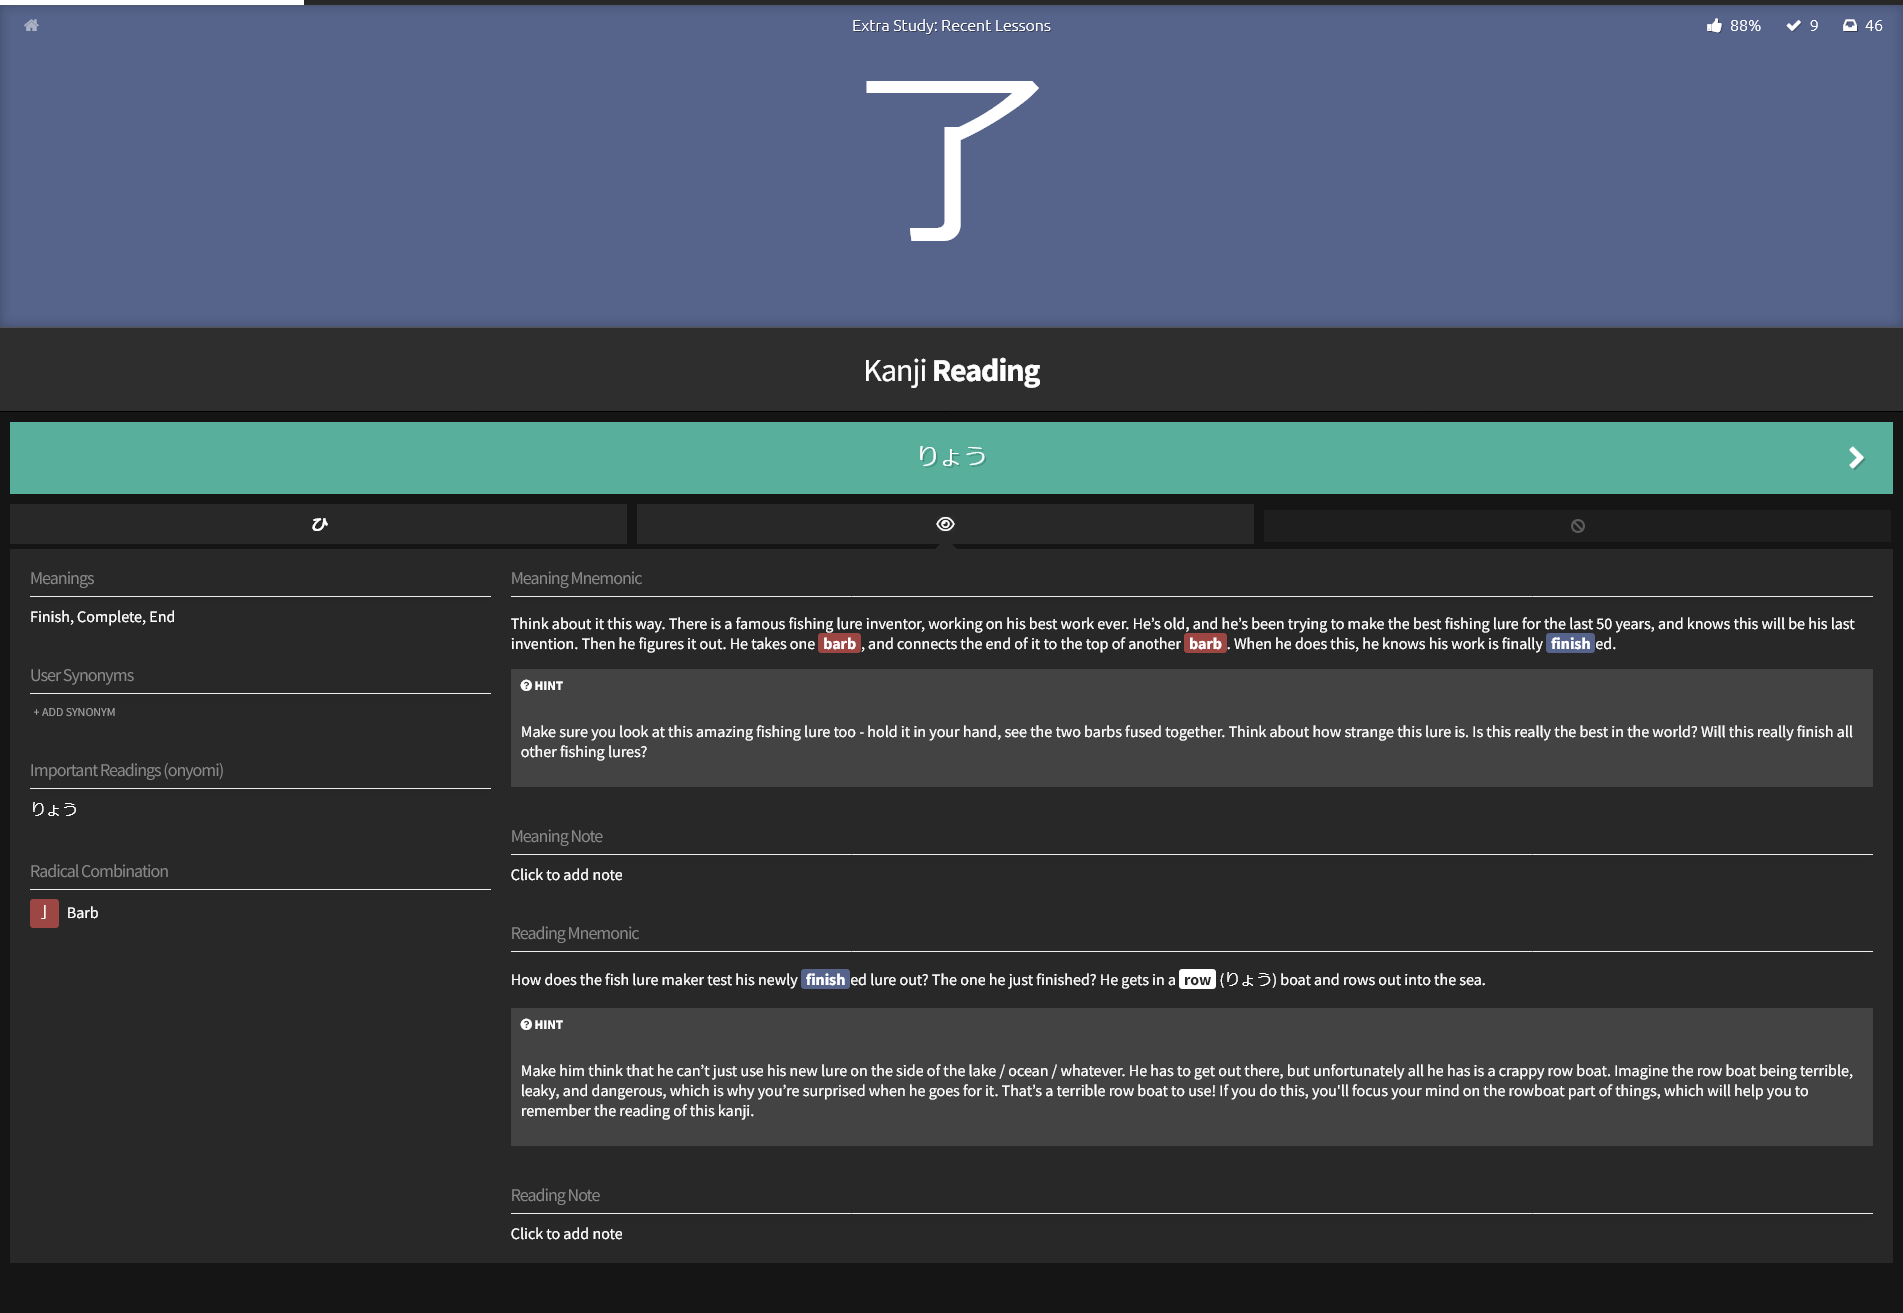 Extra Study: Recent Lessons
88%
9
46
了
Kanji Reading
りょう
ひ
Meanings
Finish, Complete, End
User Synonyms
+ ADD SYNONYM
Important Readings (onyomi)
りょう
Radical Combination
亅 Barb
Meaning Mnemonic
Think about it this way. There is a famous fishing lure inventor, working on his best work ever. He’s old, and he’s been trying to make the best fishing lure for the last 50 years, and knows this will be his last
invention. Then he figures it out. He takes one barb, and connects the end of it to the top of another barb. When he does this, he knows his work is finally finished.
HINT
Make sure you look at this amazing fishing lure too - hold it in your hand, see the two barbs fused together. Think about how strange this lure is. Is this really the best in the world? Will this really finish all
other fishing lures?
Meaning Note
Click to add note
Reading Mnemonic
How does the fish lure maker test his newly finished lure out? The one he just finished? He gets in a row (りょう) boat and rows out into the sea.
HINT
Make him think that he can’t just use his new lure on the side of the lake / ocean / whatever. He has to get out there, but unfortunately all he has is a crappy row boat. Imagine the row boat being terrible,
leaky, and dangerous, which is why you’re surprised when he goes for it. That’s a terrible row boat to use! If you do this, you'll focus your mind on the rowboat part of things, which will help you to
remember the reading of this kanji.
Reading Note
Click to add note